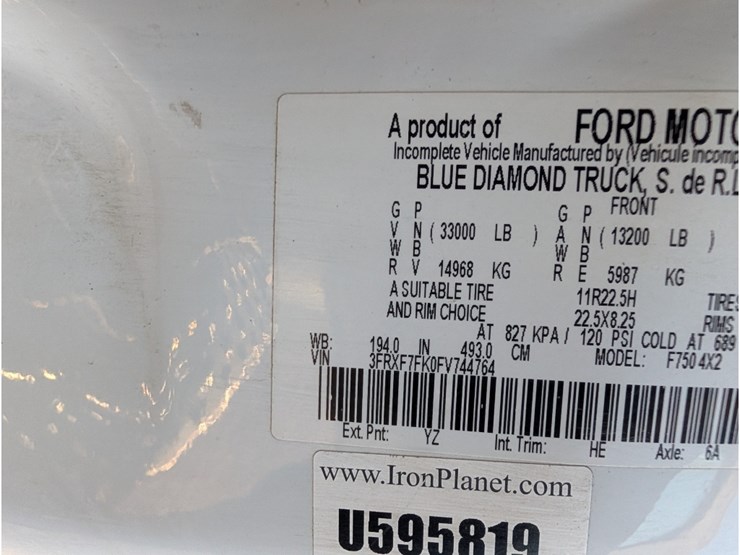 A product of FORD MOTO
Incomplete Vehicle Manufactured by (Vehicule incomp
BLUE DIAMOND TRUCK, S. de R.L
G P G P FRONT
V N ( 33000 LB ) A N ( 13200 LB )
W B W B
R V 14968 KG R E 5987 KG
A SUITABLE TIRE 11R22.5H TIRES
AND RIM CHOICE 22.5X8.25 RIMS
AT 827 KPA / 120 PSI COLD AT 689
WB: 194.0 IN 493.0 CM MODEL: F750 4X2
VIN 3FRXF7FK0FV744764
Ext. Pnt: YZ Int. Trim: HE Axle: 6A
www.IronPlanet.com
U595819